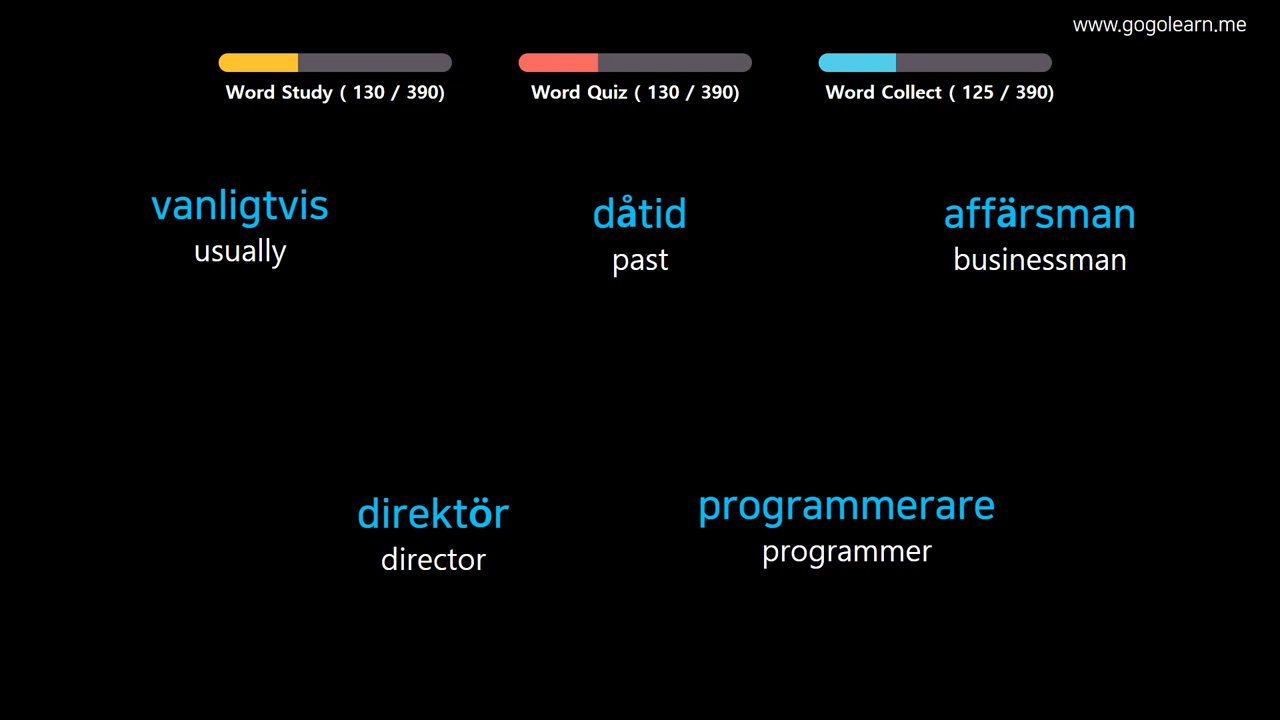 www.gogolearn.me
Word Study ( 130 / 390)
Word Quiz ( 130 / 390)
Word Collect ( 125 / 390)
vanligtvis
usually
dåtid
past
affärsman
businessman
direktör
director
programmerare
programmer